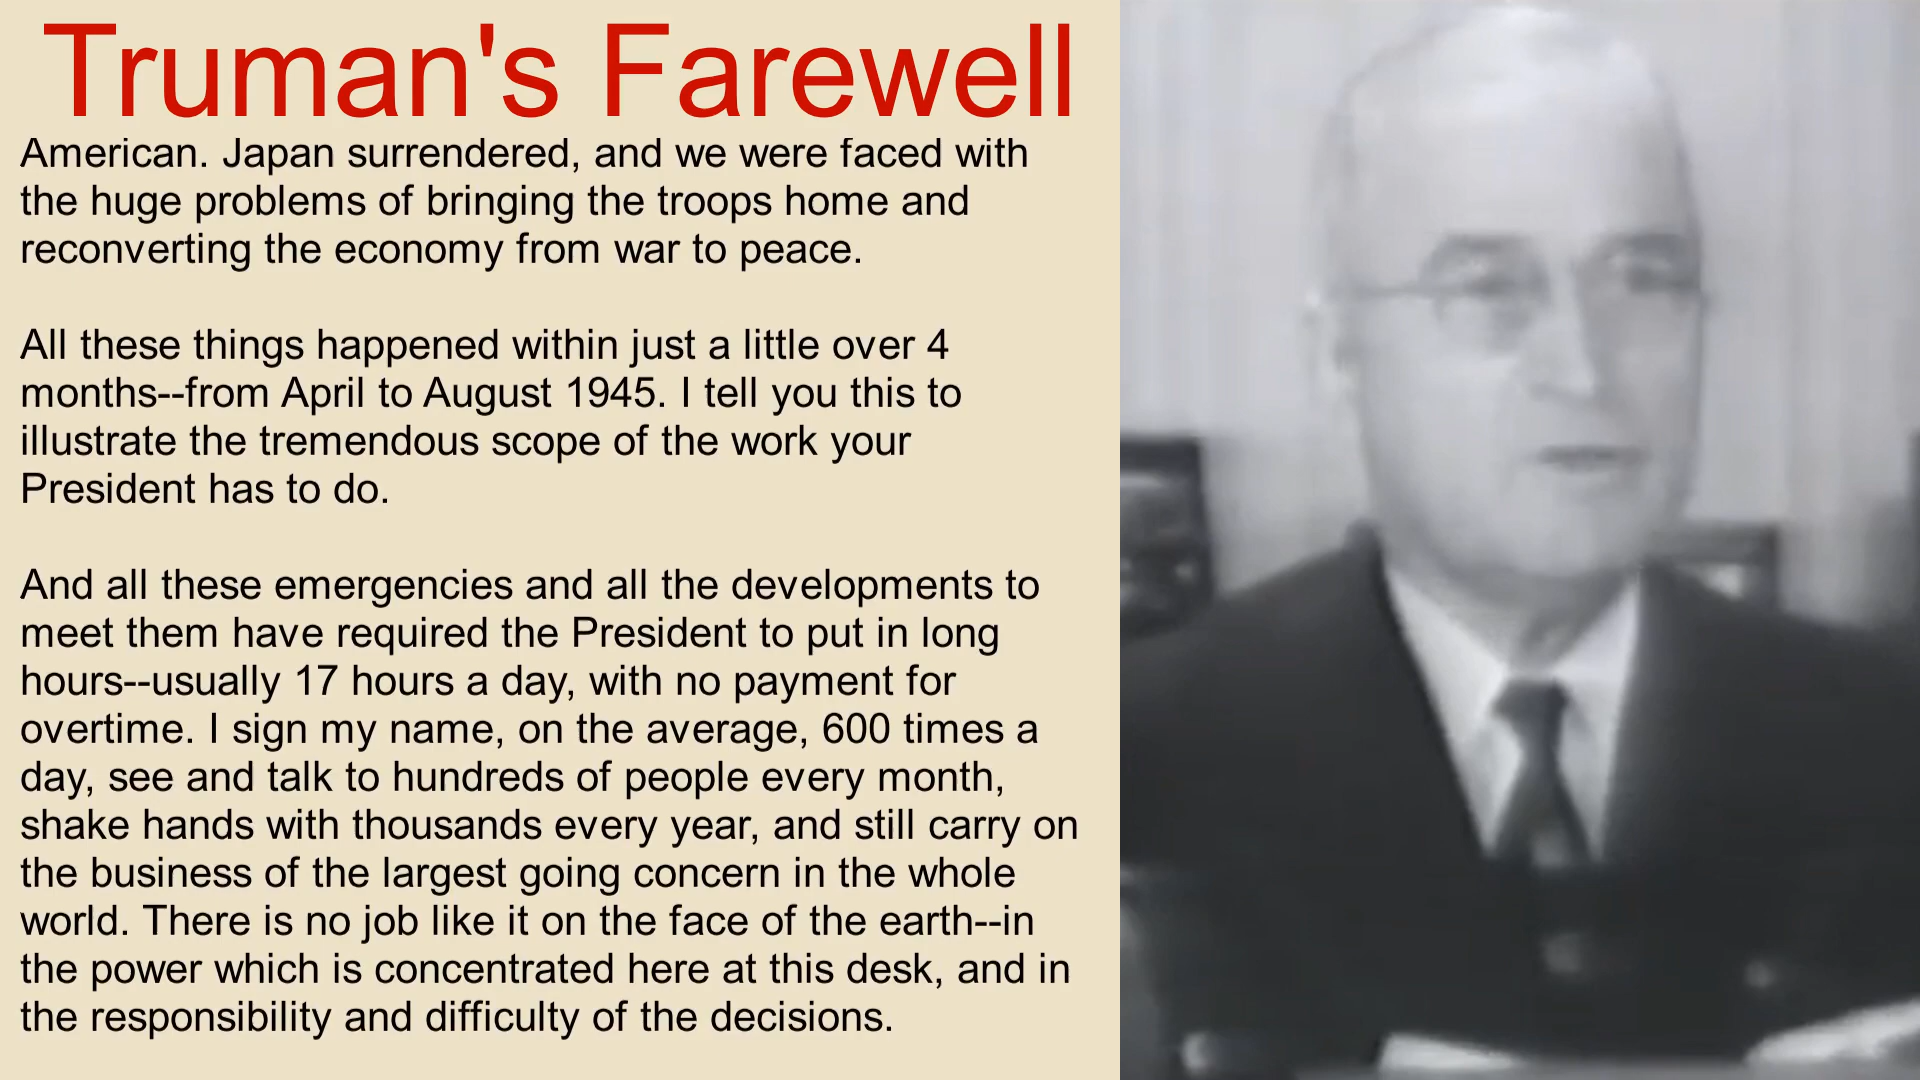 Truman's Farewell
American. Japan surrendered, and we were faced with
the huge problems of bringing the troops home and
reconverting the economy from war to peace.
All these things happened within just a little over 4
months--from April to August 1945. I tell you this to
illustrate the tremendous scope of the work your
President has to do.
And all these emergencies and all the developments to
meet them have required the President to put in long
hours--usually 17 hours a day, with no payment for
overtime. I sign my name, on the average, 600 times a
day, see and talk to hundreds of people every month,
shake hands with thousands every year, and still carry on
the business of the largest going concern in the whole
world. There is no job like it on the face of the earth--in
the power which is concentrated here at this desk, and in
the responsibility and difficulty of the decisions.